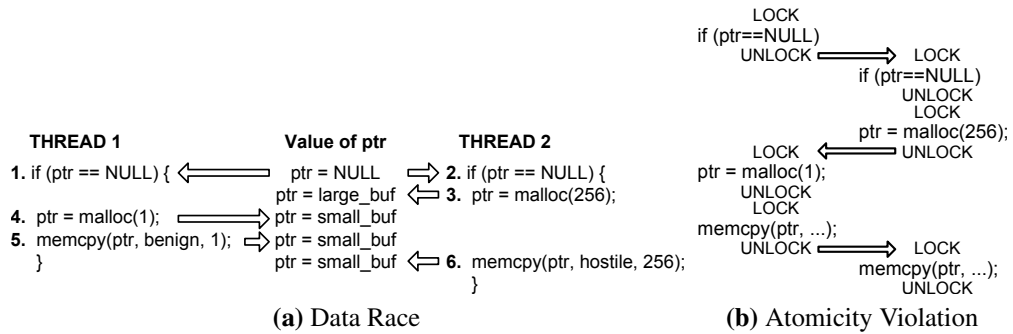 THREAD 1 Value of ptr THREAD 2
1. if (ptr == NULL) { ptr = NULL 2. if (ptr == NULL) {
ptr = large_buf 3. ptr = malloc(256);
4. ptr = malloc(1); ptr = small_buf
5. memcpy(ptr, benign, 1); ptr = small_buf
} ptr = small_buf 6. memcpy(ptr, hostile, 256);
}
(a) Data Race
LOCK
if (ptr==NULL)
UNLOCK LOCK
if (ptr==NULL)
UNLOCK
LOCK
ptr = malloc(256);
LOCK UNLOCK
ptr = malloc(1);
UNLOCK
LOCK
memcpy(ptr, ...);
UNLOCK LOCK
memcpy(ptr, ...);
UNLOCK
(b) Atomicity Violation